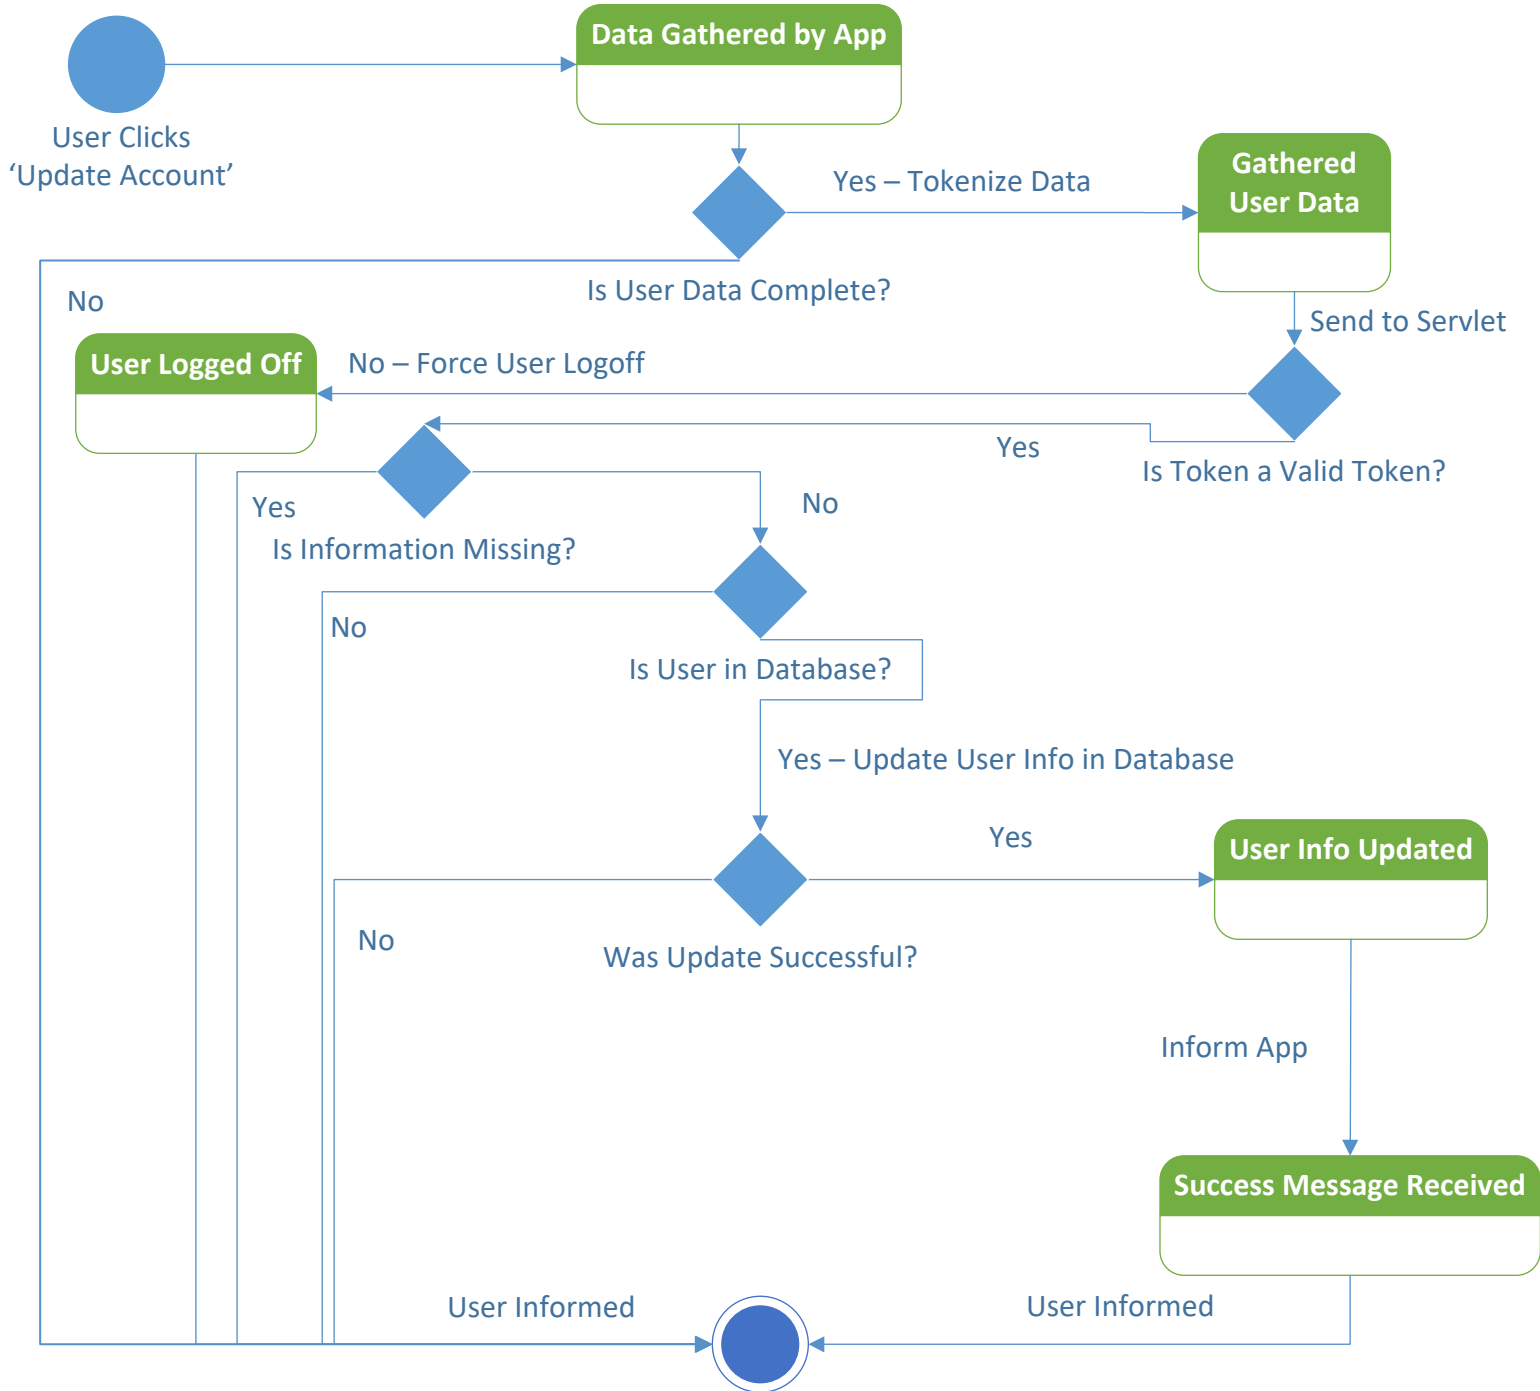 Data Gathered by App
User Clicks
‘Update Account’
Yes – Tokenize Data
Gathered
User Data
Is User Data Complete?
No
Send to Servlet
User Logged Off
No – Force User Logoff
Yes
Is Token a Valid Token?
Yes
No
Is Information Missing?
No
Is User in Database?
Yes – Update User Info in Database
Yes
User Info Updated
No
Was Update Successful?
Inform App
Success Message Received
User Informed
User Informed